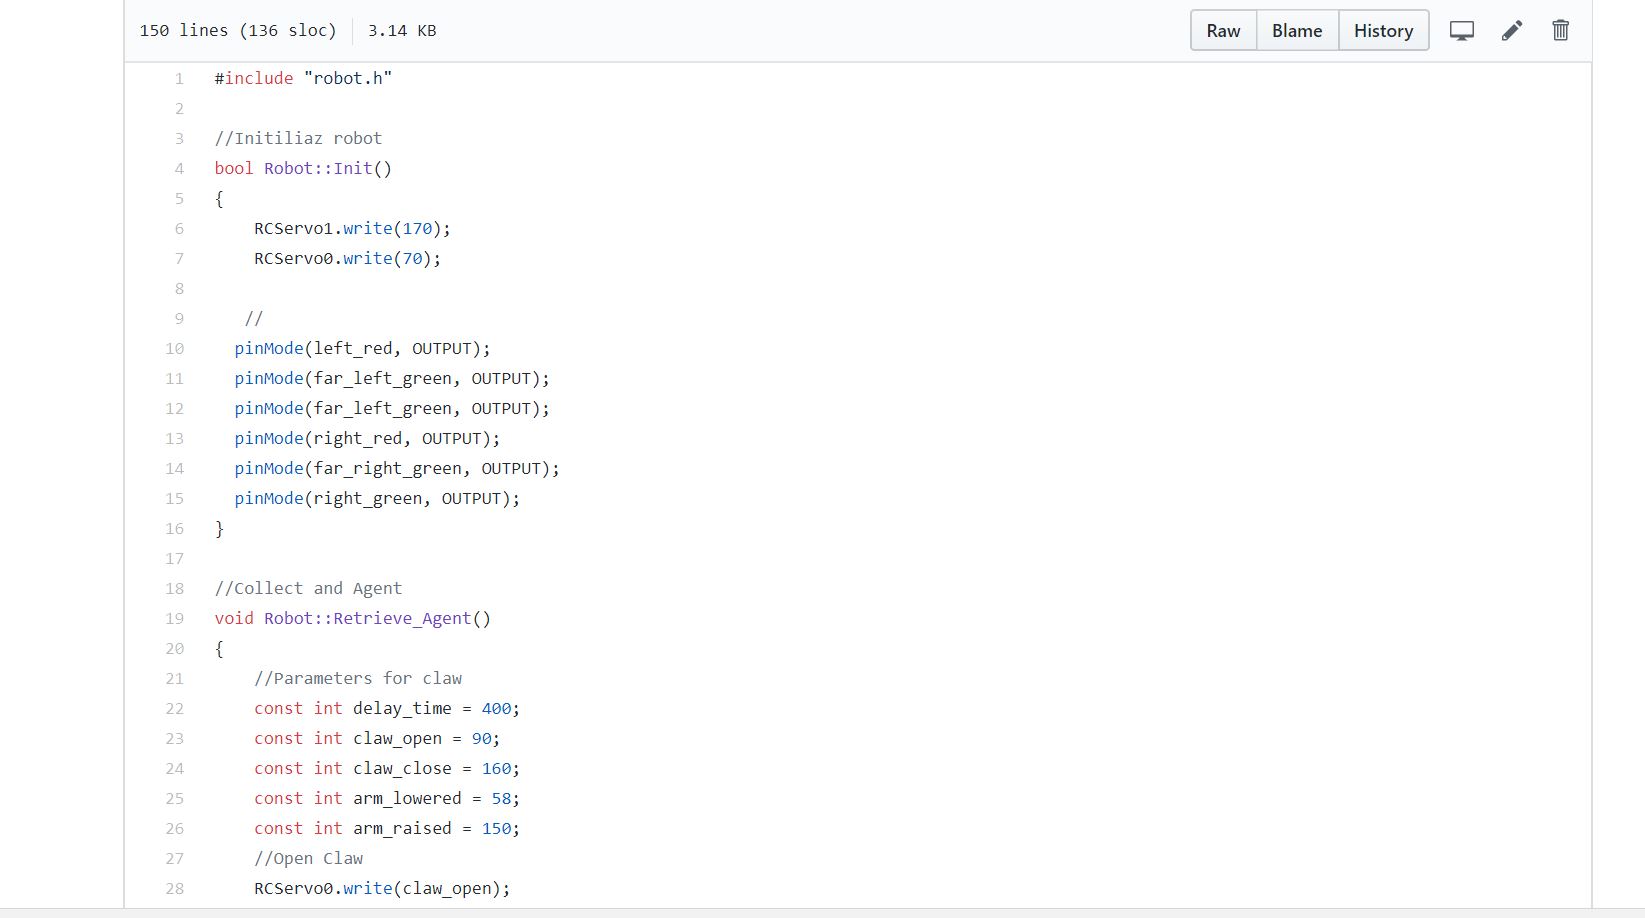 150 lines (136 sloc) 3.14 KB Raw Blame History
1 #include "robot.h"
2
3 //Initiliaz robot
4 bool Robot::Init()
5 {
6 RCServo1.write(170);
7 RCServo0.write(70);
8
9 //
10 pinMode(left_red, OUTPUT);
11 pinMode(far_left_green, OUTPUT);
12 pinMode(far_left_green, OUTPUT);
13 pinMode(right_red, OUTPUT);
14 pinMode(far_right_green, OUTPUT);
15 pinMode(right_green, OUTPUT);
16 }
17
18 //Collect and Agent
19 void Robot::Retrieve_Agent()
20 {
21 //Parameters for claw
22 const int delay_time = 400;
23 const int claw_open = 90;
24 const int claw_close = 160;
25 const int arm_lowered = 58;
26 const int arm_raised = 150;
27 //Open Claw
28 RCServo0.write(claw_open);